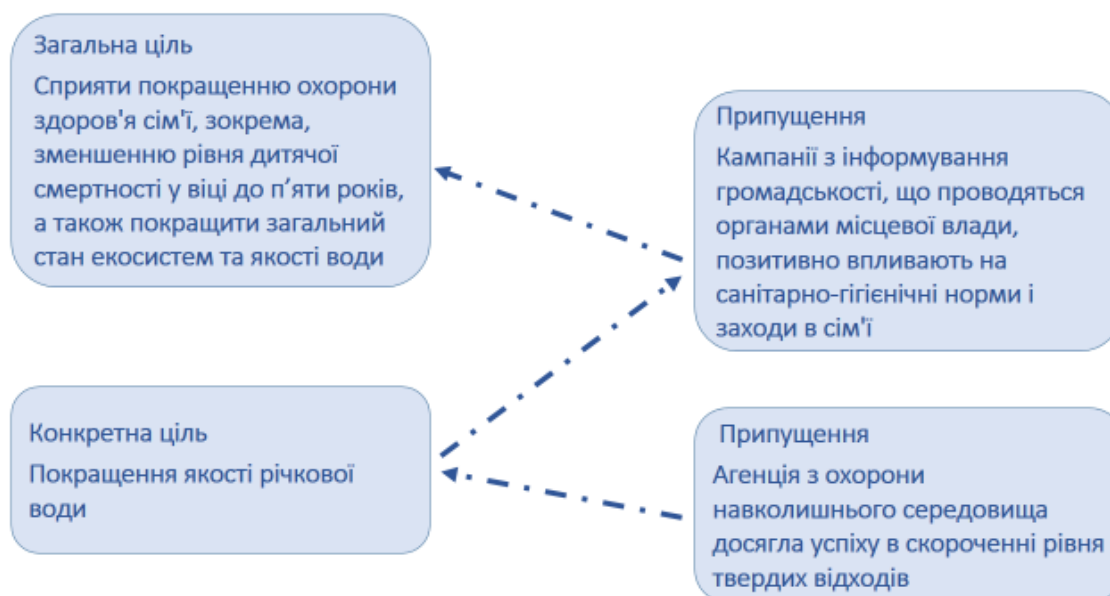 Загальна ціль
Сприяти покращенню охорони
здоров'я сім'ї, зокрема,
зменшенню рівня дитячої
смертності у віці до п’яти років,
а також покращити загальний
стан екосистем та якості води
Припущення
Кампанії з інформування
громадськості, що проводяться
органами місцевої влади,
позитивно впливають на
санітарно-гігієнічні норми і
заходи в сім'ї
Конкретна ціль
Покращення якості річкової
води
Припущення
Агенція з охорони
навколишнього середовища
досягла успіху в скороченні рівня
твердих відходів